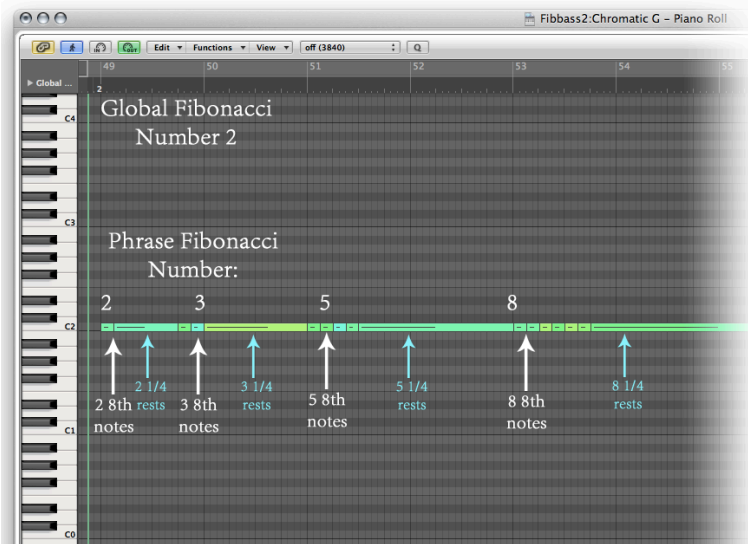 Fibbass2:Chromatic G – Piano Roll
IN OUT Edit Functions View off (3840) Q
49 50 51 52 53 54 55
Global ...
2
C4
Global Fibonacci
Number 2
C3
Phrase Fibonacci
Number:
2 3 5 8
C2
2 1/4 3 1/4 5 1/4 8 1/4
rests rests rests rests
2 8th 3 8th 5 8th 8 8th
notes notes notes notes
C1
C0